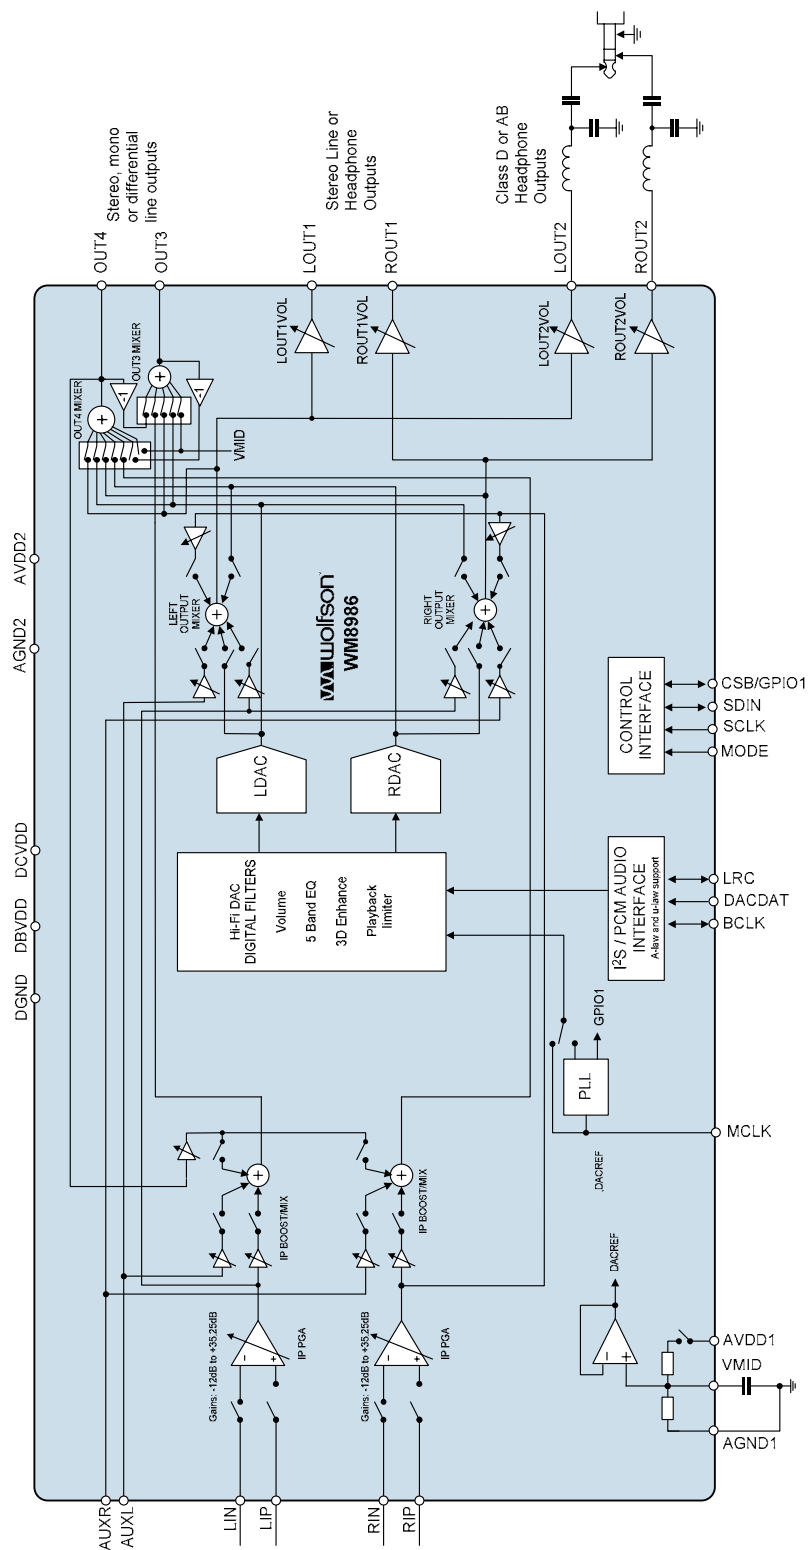 Stereo, mono
or differential
line outputs
Stereo Line or
Headphone
Outputs
Class D or AB
Headphone
Outputs
OUT4
OUT3
LOUT1
ROUT1
LOUT2
ROUT2
LOUT1VOL
ROUT1VOL
LOUT2VOL
ROUT2VOL
OUT4 MIXER
OUT3 MIXER
+
+
-1
-1
VMID
AVDD2
AGND2
DCVDD
DBVDD
DGND
LEFT
OUTPUT
MIXER
+
RIGHT
OUTPUT
MIXER
+
wolfson
WM8986
LDAC
RDAC
Hi-Fi DAC
DIGITAL FILTERS
Volume
5 Band EQ
3D Enhance
Playback
limiter
CONTROL
INTERFACE
CSB/GPIO1
SDIN
SCLK
MODE
I2S / PCM AUDIO
INTERFACE
A-law and u-law support
LRC
DACDAT
BCLK
GPIO1
PLL
MCLK
DACREF
DACREF
+
+
IP BOOST/MIX
IP BOOST/MIX
Gains: -12dB to +35.25dB
- +
IP PGA
Gains: -12dB to +35.25dB
- +
IP PGA
- +
AVDD1
VMID
AGND1
AUXR
AUXL
LIN
LIP
RIN
RIP